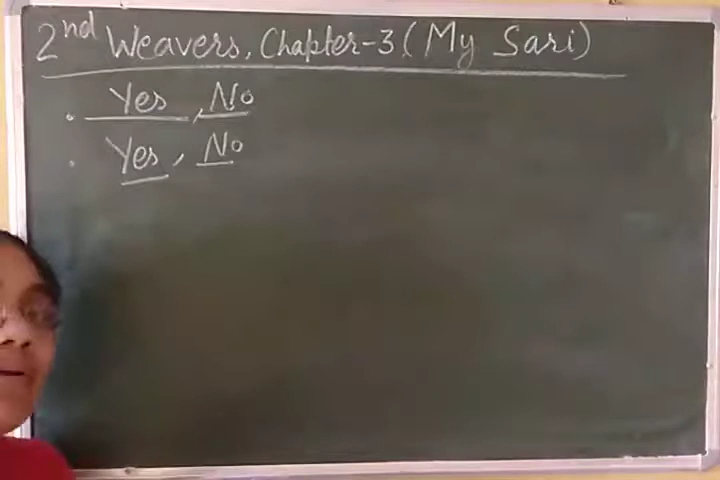 2nd Weavers, Chapter-3 (My Sari)
. Yes, No
. Yes, No